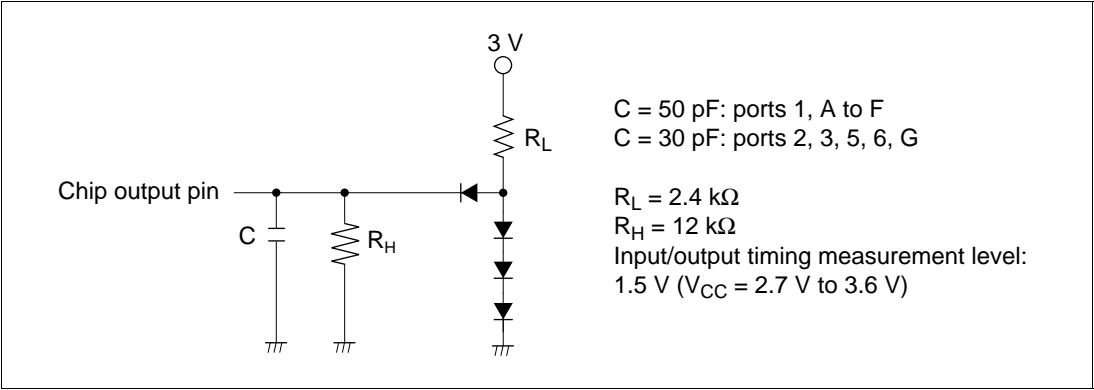 3 V
C = 50 pF: ports 1, A to F
C = 30 pF: ports 2, 3, 5, 6, G
R_L
Chip output pin
R_L = 2.4 kΩ
R_H = 12 kΩ
C
R_H
Input/output timing measurement level:
1.5 V (V_CC = 2.7 V to 3.6 V)